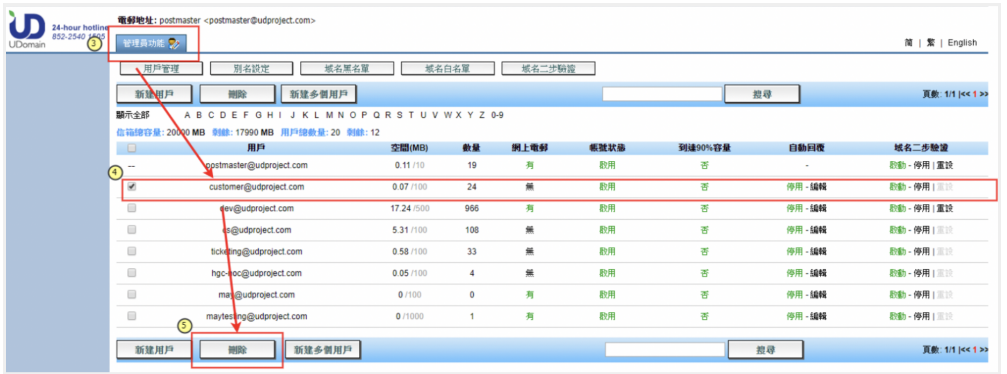 UDomain
24-hour hotline
852-2540
電郵地址: postmaster <postmaster@udproject.com>
3
管理員功能
简 | 繁 | English
用戶管理 別名設定 域名黑名單 域名白名單 域名二步驗證
新建用戶 刪除 新建多個用戶 搜尋 頁數: 1/1 |<< 1 >>
顯示全部 A B C D E F G H I J K L M N O P Q R S T U V W X Y Z 0-9
信箱總容量: 20000 MB 剩餘: 17990 MB 用戶總數量: 20 剩餘: 12
用戶 空間(MB) 數量 網上電郵 帳號狀態 到達90%容量 自動回覆 域名二步驗證
-- postmaster@udproject.com 0.11 /10 19 有 啟用 否 - 啟動 - 停用 | 重設
4
customer@udproject.com 0.07 /100 24 無 啟用 否 停用 - 編輯 啟動 - 停用 | 重設
dev@udproject.com 17.24 /500 966 有 啟用 否 停用 - 編輯 啟動 - 停用 | 重設
cs@udproject.com 5.31 /100 108 無 啟用 否 停用 - 編輯 啟動 - 停用 | 重設
ticketing@udproject.com 0.58 /100 33 無 啟用 否 停用 - 編輯 啟動 - 停用 | 重設
hgc-noc@udproject.com 0.05 /100 4 無 啟用 否 停用 - 編輯 啟動 - 停用 | 重設
may@udproject.com 0 /100 0 有 啟用 否 停用 - 編輯 啟動 - 停用 | 重設
maytesting@udproject.com 0 /1000 1 有 啟用 否 停用 - 編輯 啟動 - 停用 | 重設
5
新建用戶 刪除 新建多個用戶 搜尋 頁數: 1/1 |<< 1 >>